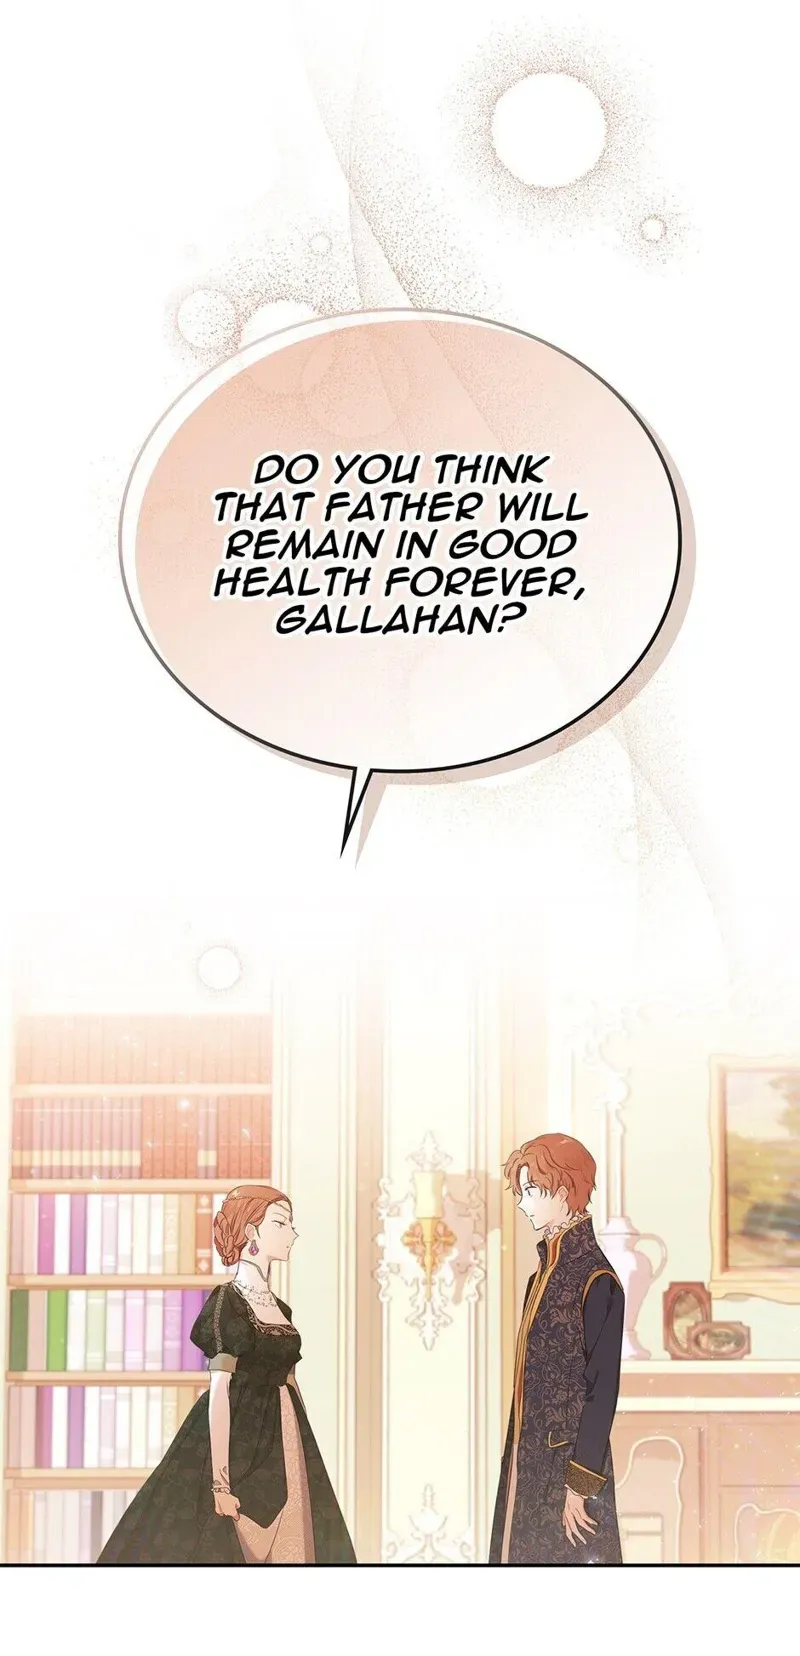 DO YOU THINK
THAT FATHER WILL
REMAIN IN GOOD
HEALTH FOREVER,
GALLAHAN?